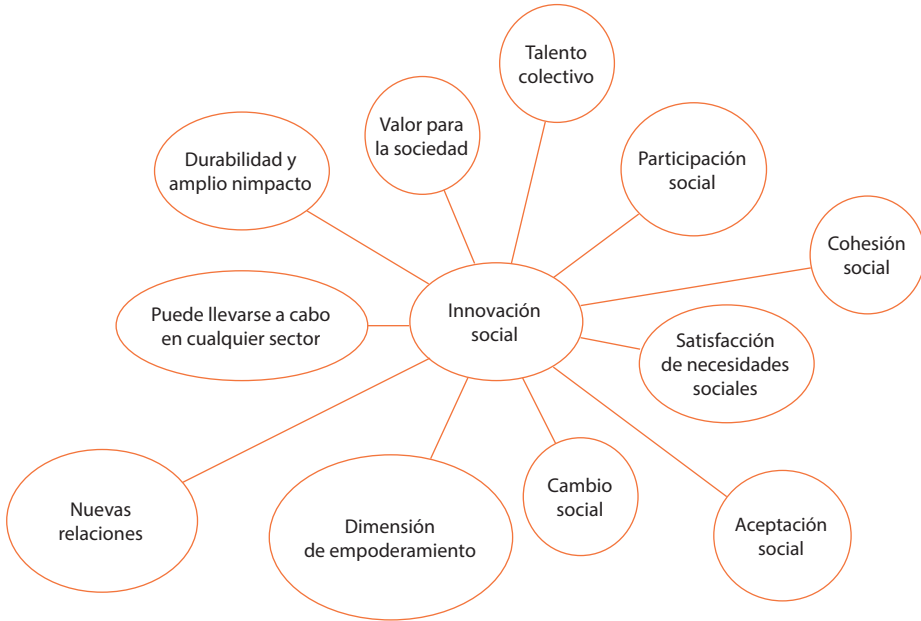 Talento
colectivo
Valor para
la sociedad
Durabilidad y
amplio nimpacto
Participación
social
Cohesión
social
Innovación
social
Puede llevarse a cabo
en cualquier sector
Satisfacción
de necesidades
sociales
Nuevas
relaciones
Dimensión
de empoderamiento
Cambio
social
Aceptación
social